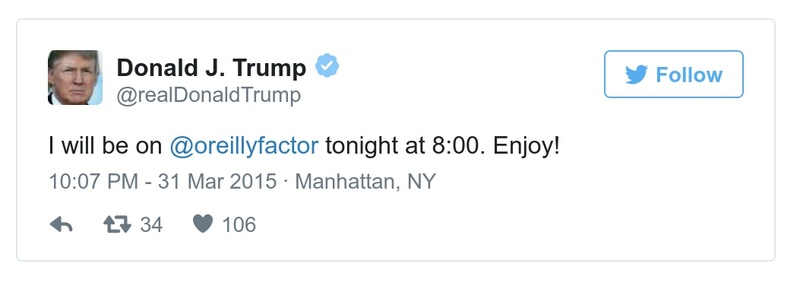 Donald J. Trump
@realDonaldTrump
Follow
I will be on @oreillyfactor tonight at 8:00. Enjoy!
10:07 PM - 31 Mar 2015 · Manhattan, NY
34 106